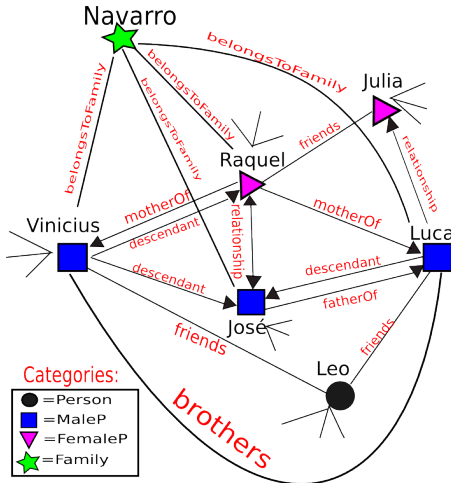 Navarro
belongsToFamily
belongsToFamily
belongsToFamily
belongsToFamily
Julia
friends
relationship
Raquel
motherOf
descendant
relationship
motherOf
Vinicius
Luca
descendant
descendant
fatherOf
José
friends
friends
Leo
brothers
Categories:
=Person
=MaleP
=FemaleP
=Family